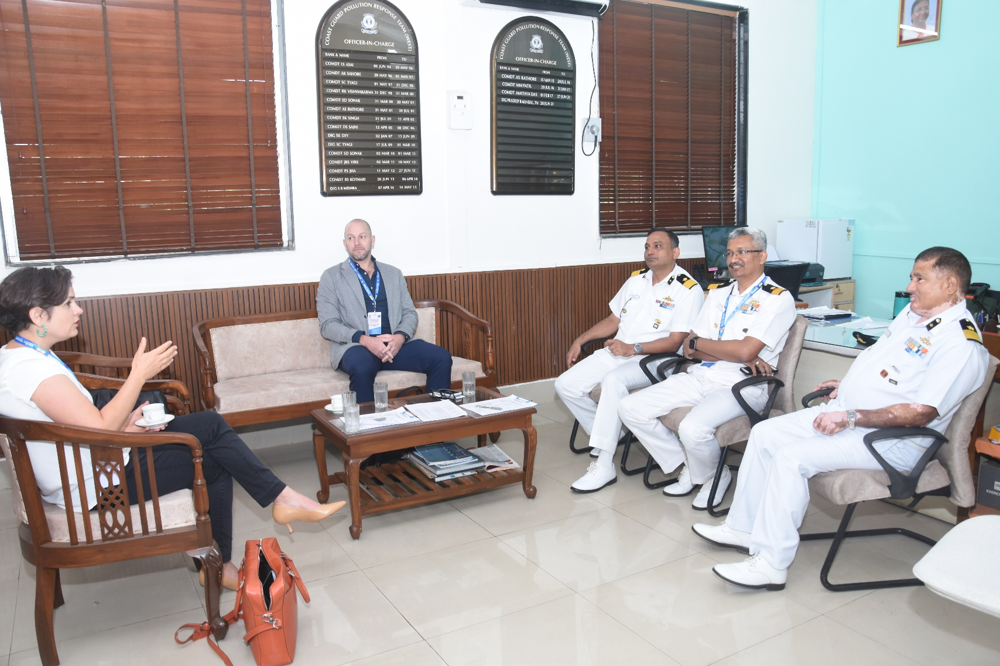 COAST GUARD POLLUTION RESPONSE TEAM (WEST)
OFFICER-IN-CHARGE
RANK & NAME FROM TO
COMDT LS ASAI 06 JUN 94 20 MAY 96
COMDT AK SAHORE 20 MAY 96 01 MAY 97
COMDT SC TYAGI 01 MAY 97 31 DEC 98
COMDT RK VISHWAKARMA 31 DEC 98 31 MAR 00
COMDT SD SONAK 31 MAR 00 20 MAY 01
COMDT AS RATHORE 21 MAY 01 30 JUL 01
COMDT SK SINGH 31 JUL 01 11 APR 05
COMDT DS SAINI 12 APR 05 08 DEC 06
DIG SK DEY 02 JAN 07 13 JUN 09
DIG SC TYAGI 17 JUL 09 01 MAR 10
COMDT SD SONAK 02 MAR 10 01 MAR 11
COMDT JBS VIRK 02 MAR 11 10 MAY 12
COMDT PS JHA 11 MAY 12 27 JUN 13
COMDT BS KOTHARI 28 JUN 13 06 APR 14
DIG S B MISHRA 07 APR 14 14 MAY 15
COAST GUARD POLLUTION RESPONSE TEAM (WEST)
OFFICER-IN-CHARGE
RANK & NAME FROM TO
COMDT AS RATHORE 15 MAY 15 28 JUL 16
COMDT MM PATIL 29 JUL 16 31 JAN 17
COMDT AMITAVA DAS 01 FEB 17 27 JUN 21
DIG PRADEEP B MANDAL, TM 28 JUN 21